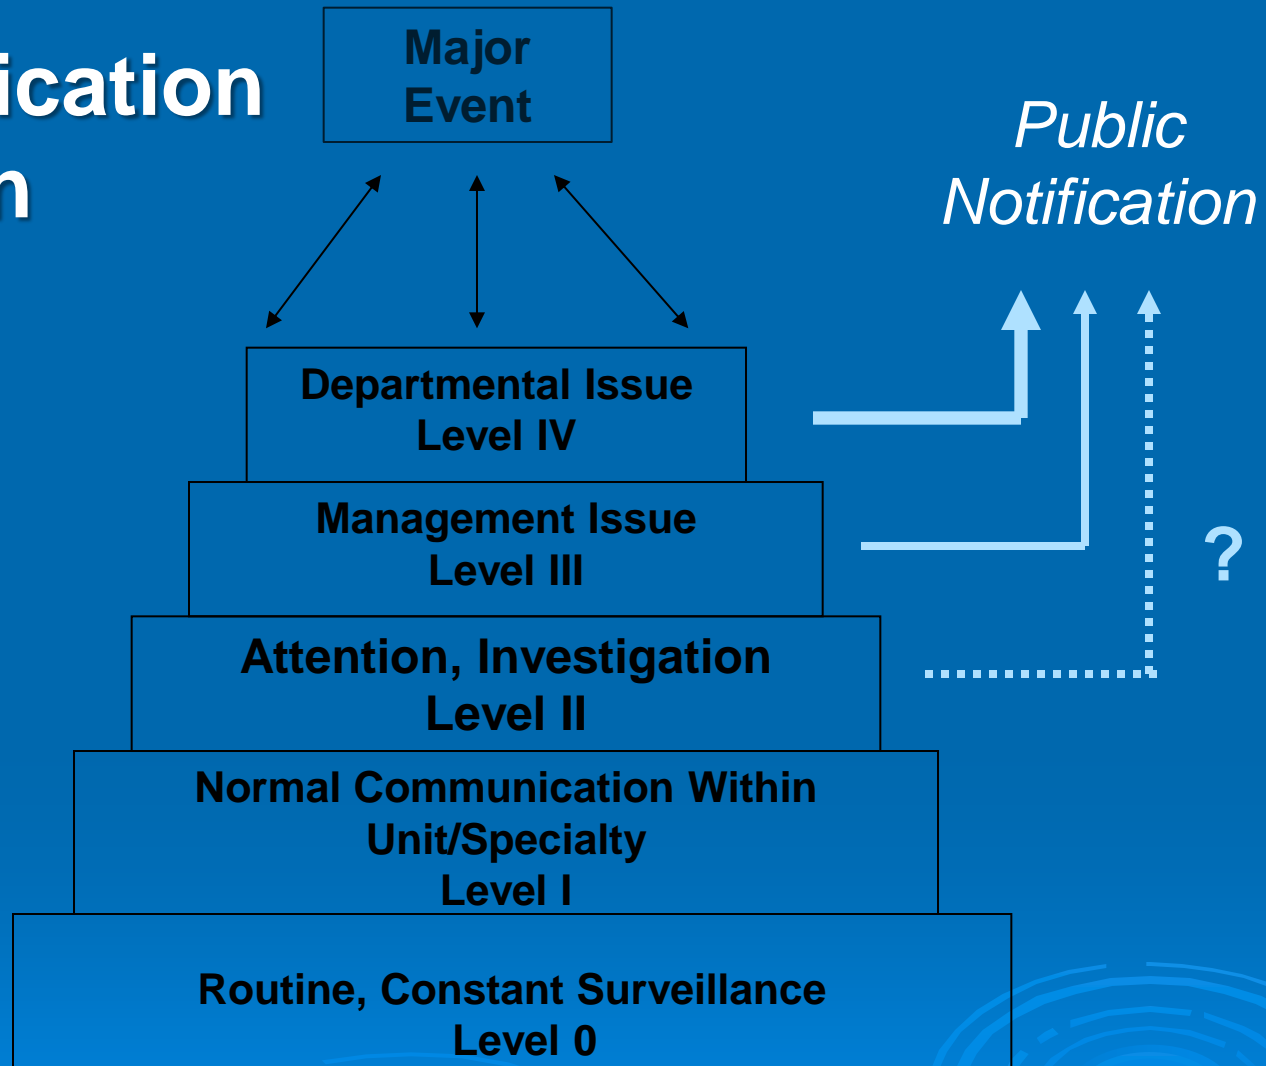 ication
n
Major
Event
Public
Notification
Departmental Issue
Level IV
Management Issue
Level III
?
Attention, Investigation
Level II
Normal Communication Within
Unit/Specialty
Level I
Routine, Constant Surveillance
Level 0